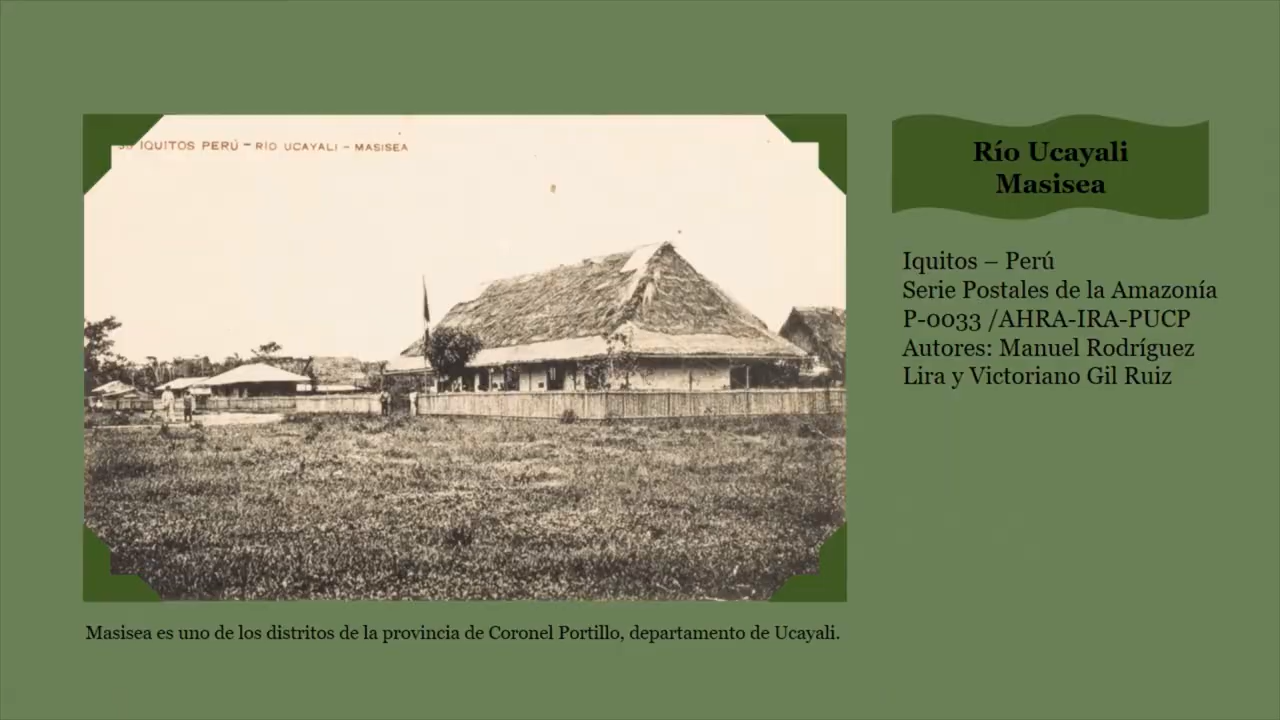 IQUITOS PERÚ – RÍO UCAYALI – MASISEA
Río Ucayali
Masisea
Iquitos – Perú
Serie Postales de la Amazonía
P-0033 /AHRA-IRA-PUCP
Autores: Manuel Rodríguez
Lira y Victoriano Gil Ruiz
Masisea es uno de los distritos de la provincia de Coronel Portillo, departamento de Ucayali.